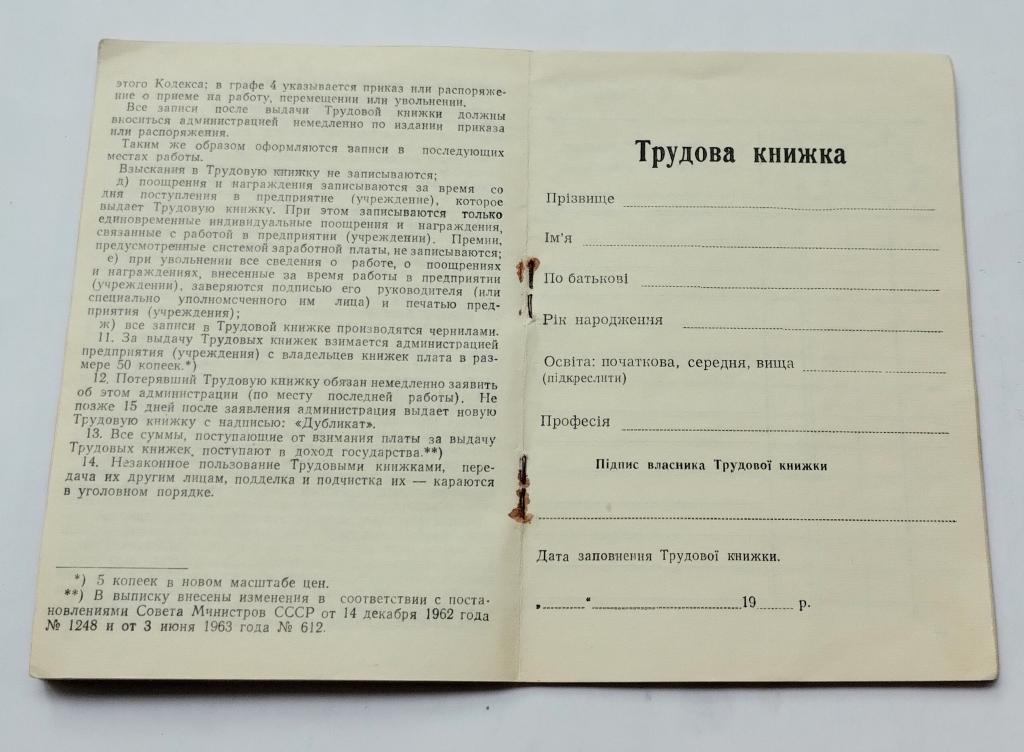 этого Кодекса; в графе 4 указывается приказ или распоряже-
ние о приеме на работу, перемещении или увольнении.
Все записи после выдачи Трудовой книжки должны
вноситься администрацией немедленно по издании приказа
или распоряжения.
Таким же образом оформляются записи в последующих
местах работы.
Взыскания в Трудовую книжку не записываются;
д) поощрения и награждения записываются за время со
дня поступления в предприятне (учреждение), которое
выдает Трудовую книжку. При этом записываются только
единовременные индивидуальные поощрения и награждения,
связанные с работой в предприятии (учреждении). Премии,
предусмотренные системой заработной платы, не записываются;
е) при увольнении все сведения о работе, о поощрениях
и награждениях, внесенные за время работы в предприятии
(учреждении), заверяются подписью его руководителя (или
специально уполномсченного им лица) и печатью пред-
приятия (учреждения);
ж) все записи в Трудовой книжке производятся чернилами.
11. За выдачу Трудовых книжек взимается администрацией
предприятия (учреждения) с владельцев книжек плата в раз-
мере 50 копеек.*)
12. Потерявший Трудовую книжку обязан немедленно заявить
об этом администрации (по месту последней работы). Не
позже 15 дней после заявления администрация выдает новую
Трудовую книжку с надписью: «Дубликат».
13. Все суммы, поступающие от взимания платы за выдачу
Трудовых книжек, поступают в доход государства.**)
14. Незаконное пользование Трудовыми книжками, пере-
дача их другим лицам, подделка и подчистка их — караются
в уголовном порядке.
*) 5 копеек в новом масштабе цен.
**) В выписку внесены изменения в соответствии с поста-
новлениями Совета Министров СССР от 14 декабря 1962 года
№ 1248 и от 3 июня 1963 года № 612.
Трудова книжка
Прізвище
Ім'я
По батькові
Рік народження
Освіта: початкова, середня, вища
(підкреслити)
Професія
Підпис власника Трудової книжки
Дата заповнення Трудової книжки.
„ “ 19 р.